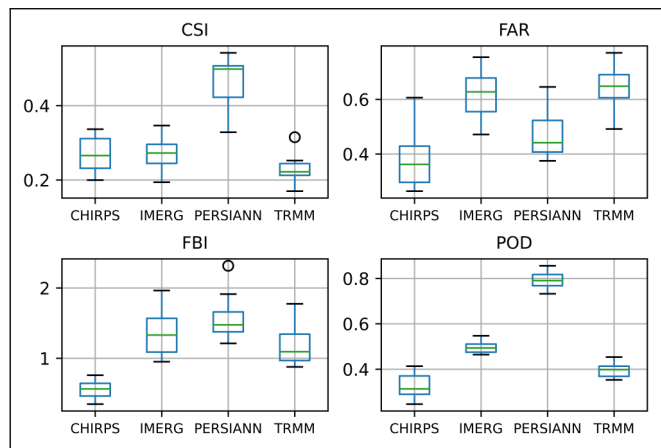 CSI
0.4
0.2
CHIRPS IMERG PERSIANN TRMM
FAR
0.6
0.4
CHIRPS IMERG PERSIANN TRMM
FBI
2
1
CHIRPS IMERG PERSIANN TRMM
POD
0.8
0.6
0.4
CHIRPS IMERG PERSIANN TRMM